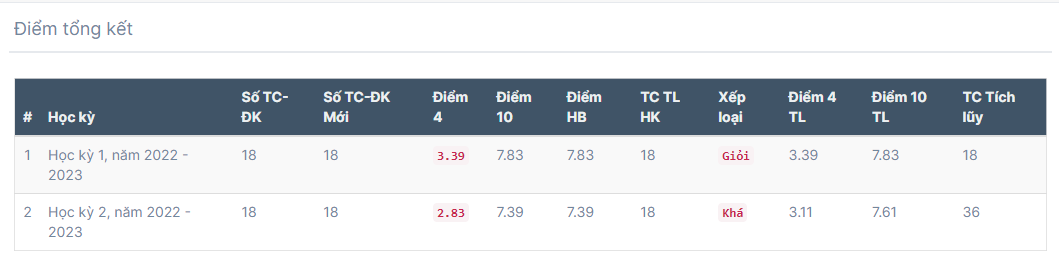 Điểm tổng kết
# Học kỳ Số TC-ĐK Số TC-ĐK Mới Điểm 4 Điểm 10 Điểm HB TC TL HK Xếp loại Điểm 4 TL Điểm 10 TL TC Tích lũy
1 Học kỳ 1, năm 2022 - 2023 18 18 3.39 7.83 7.83 18 Giỏi 3.39 7.83 18
2 Học kỳ 2, năm 2022 - 2023 18 18 2.83 7.39 7.39 18 Khá 3.11 7.61 36